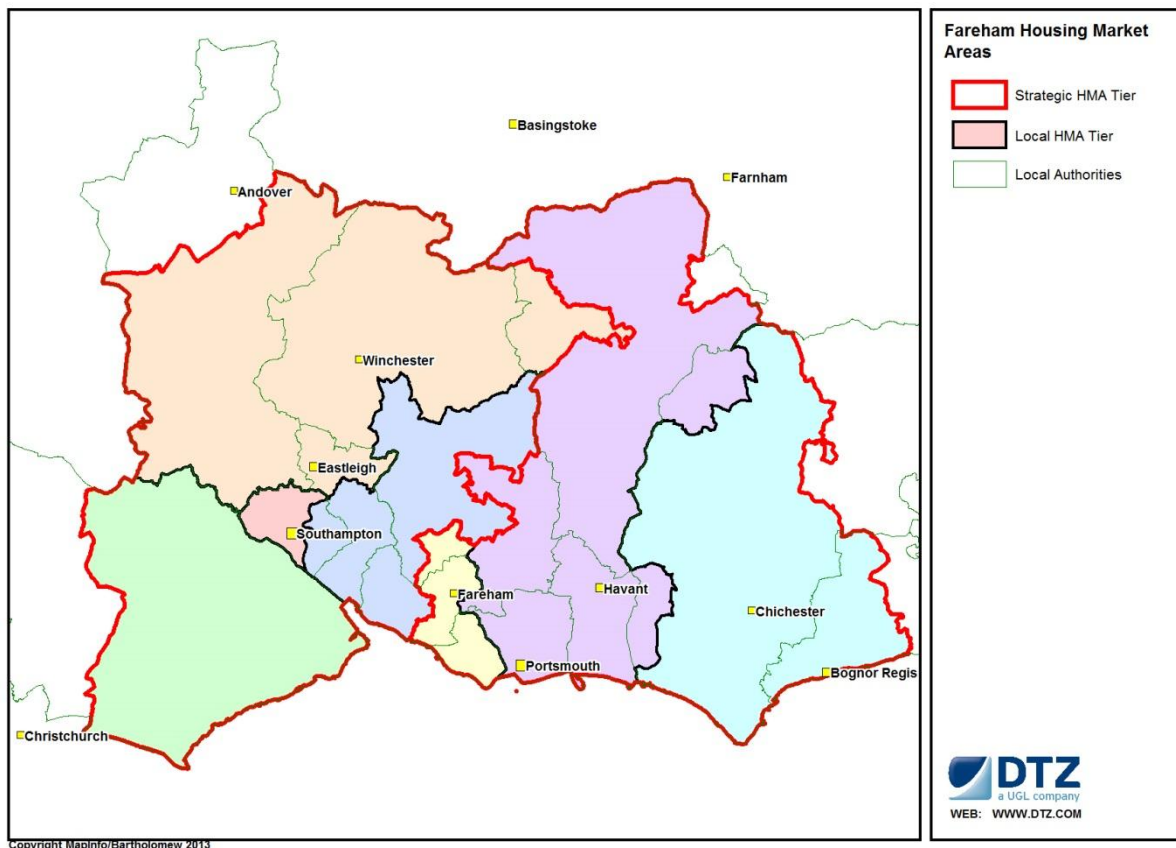 Basingstoke
Andover
Farnham
Winchester
Eastleigh
Southampton
Fareham
Havant
Chichester
Portsmouth
Bognor Regis
Christchurch
Copyright MapInfo/Bartholomew 2013
Fareham Housing Market
Areas
Strategic HMA Tier
Local HMA Tier
Local Authorities
DTZ
a UGL company
WEB: WWW.DTZ.COM